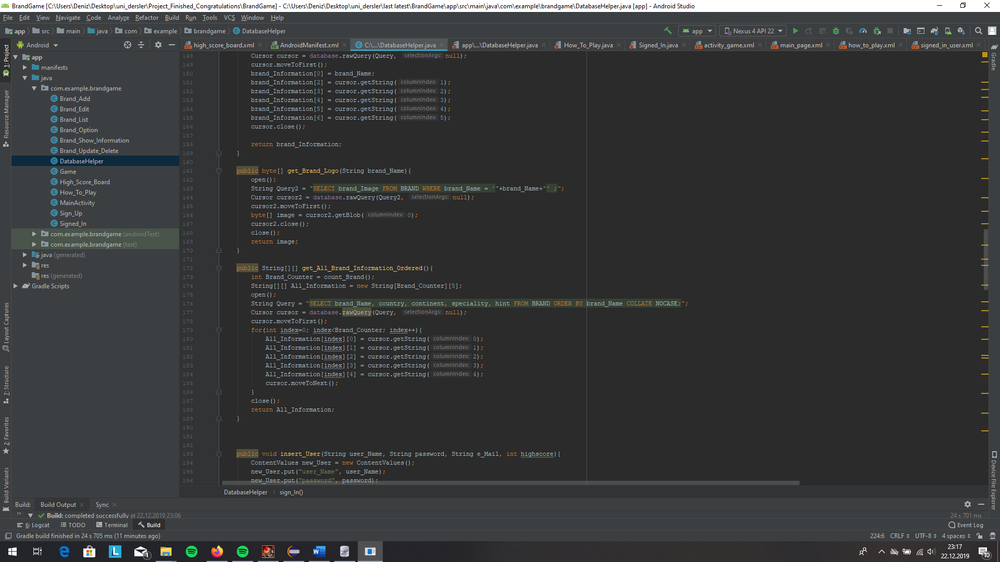 BrandGame [C:\Users\Deniz\Desktop\uni_dersler\Project_Finished_Congratulations\BrandGame] - C:\Users\Deniz\Desktop\uni_dersler\last latest\BrandGame\app\src\main\java\com\example\brandgame\DatabaseHelper.java [app] - Android Studio
File Edit View Navigate Code Analyze Refactor Build Run Tools VCS Window Help
app src main java com example brandgame DatabaseHelper
app Nexus 4 API 22
Android
high_score_board.xml AndroidManifest.xml C:\...\DatabaseHelper.java app\...\DatabaseHelper.java How_To_Play.java Signed_In.java activity_game.xml main_page.xml how_to_play.xml signed_in_user.xml
1: Project
Resource Manager
Layout Captures
7: Structure
2: Favorites
Build Variants
app
manifests
java
com.example.brandgame
Brand_Add
Brand_Edit
Brand_List
Brand_Option
Brand_Show_Information
Brand_Update_Delete
DatabaseHelper
Game
High_Score_Board
How_To_Play
MainActivity
Sign_Up
Signed_In
com.example.brandgame (androidTest)
com.example.brandgame (test)
java (generated)
res
res (generated)
Gradle Scripts
148 Cursor cursor = database.rawQuery(Query, selectionArgs: null);
149 cursor.moveToFirst();
150 brand_Information[0] = brand_Name;
151 brand_Information[2] = cursor.getString( columnIndex: 1);
152 brand_Information[3] = cursor.getString( columnIndex: 2);
153 brand_Information[4] = cursor.getString( columnIndex: 3);
154 brand_Information[5] = cursor.getString( columnIndex: 4);
155 brand_Information[6] = cursor.getString( columnIndex: 5);
156 cursor.close();
157
158 return brand_Information;
159 }
160
161 public byte[] get_Brand_Logo(String brand_Name){
162 open();
163 String Query2 = "SELECT brand_Image FROM BRAND WHERE brand_Name = '"+brand_Name+"' ;";
164 Cursor cursor2 = database.rawQuery(Query2, selectionArgs: null);
165 cursor2.moveToFirst();
166 byte[] image = cursor2.getBlob( columnIndex: 0);
167 cursor2.close();
168 close();
169 return image;
170 }
171
172 public String[][] get_All_Brand_Information_Ordered(){
173 int Brand_Counter = count_Brand();
174 String[][] All_Information = new String[Brand_Counter][5];
175 open();
176 String Query = "SELECT brand_Name, country, continent, speciality, hint FROM BRAND ORDER BY brand_Name COLLATE NOCASE;";
177 Cursor cursor = database.rawQuery(Query, selectionArgs: null);
178 cursor.moveToFirst();
179 for(int index=0; index<Brand_Counter; index++){
180 All_Information[index][0] = cursor.getString( columnIndex: 0);
181 All_Information[index][1] = cursor.getString( columnIndex: 1);
182 All_Information[index][2] = cursor.getString( columnIndex: 2);
183 All_Information[index][3] = cursor.getString( columnIndex: 3);
184 All_Information[index][4] = cursor.getString( columnIndex: 4);
185 cursor.moveToNext();
186 }
187 close();
188 return All_Information;
189 }
190
191
192
193 public void insert_User(String user_Name, String password, String e_Mail, int highscore){
194 ContentValues new_User = new ContentValues();
195 new_User.put("user_Name", user_Name);
196 new_User.put("password", password);
Gradle
Device File Explorer
DatabaseHelper > sign_In()
Build: Build Output Sync
Build: completed successfully at 22.12.2019 23:06
24 s 701 ms
6: Logcat TODO Terminal Build Event Log
Gradle build finished in 24 s 705 ms (11 minutes ago)
224:6 CRLF UTF-8 4 spaces
L
1
W
23:17
22.12.2019
10